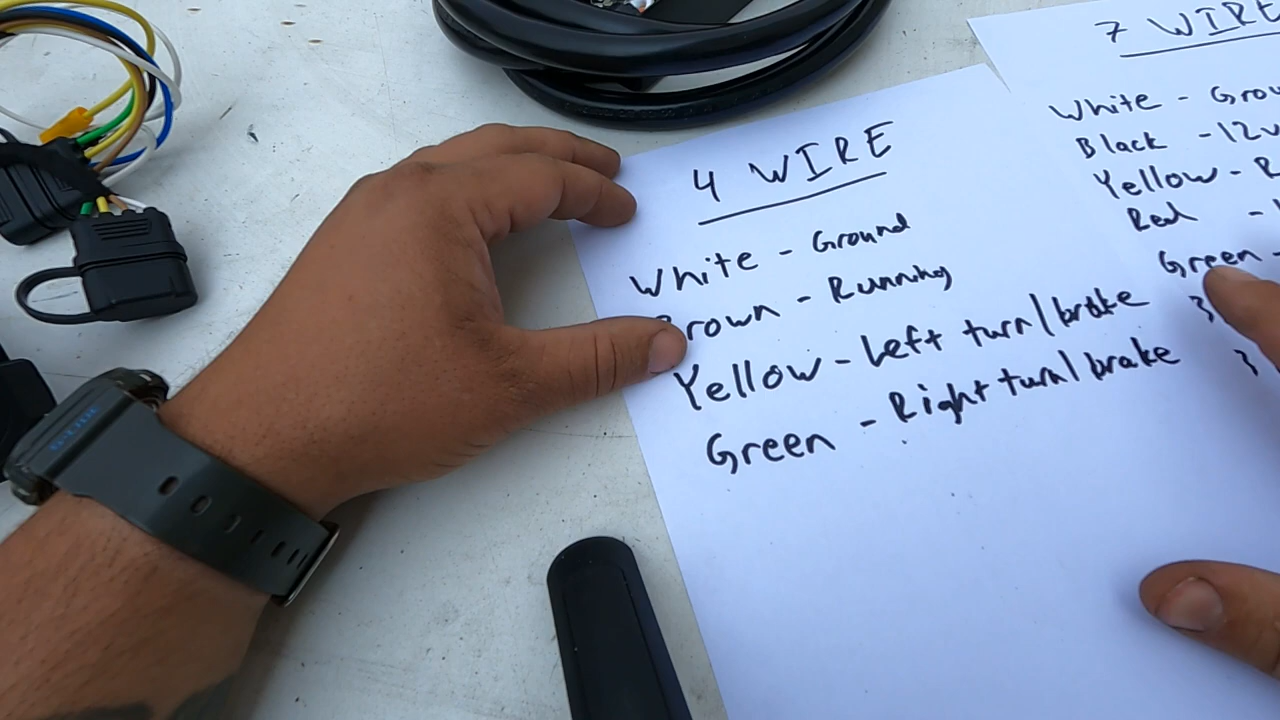 4 WIRE
White - Ground
Brown - Running
Yellow - Left turn/brake
Green - Right turn/brake
7 WIRE
White - Grou
Black - 12v
Yellow - R
Red -
Green -